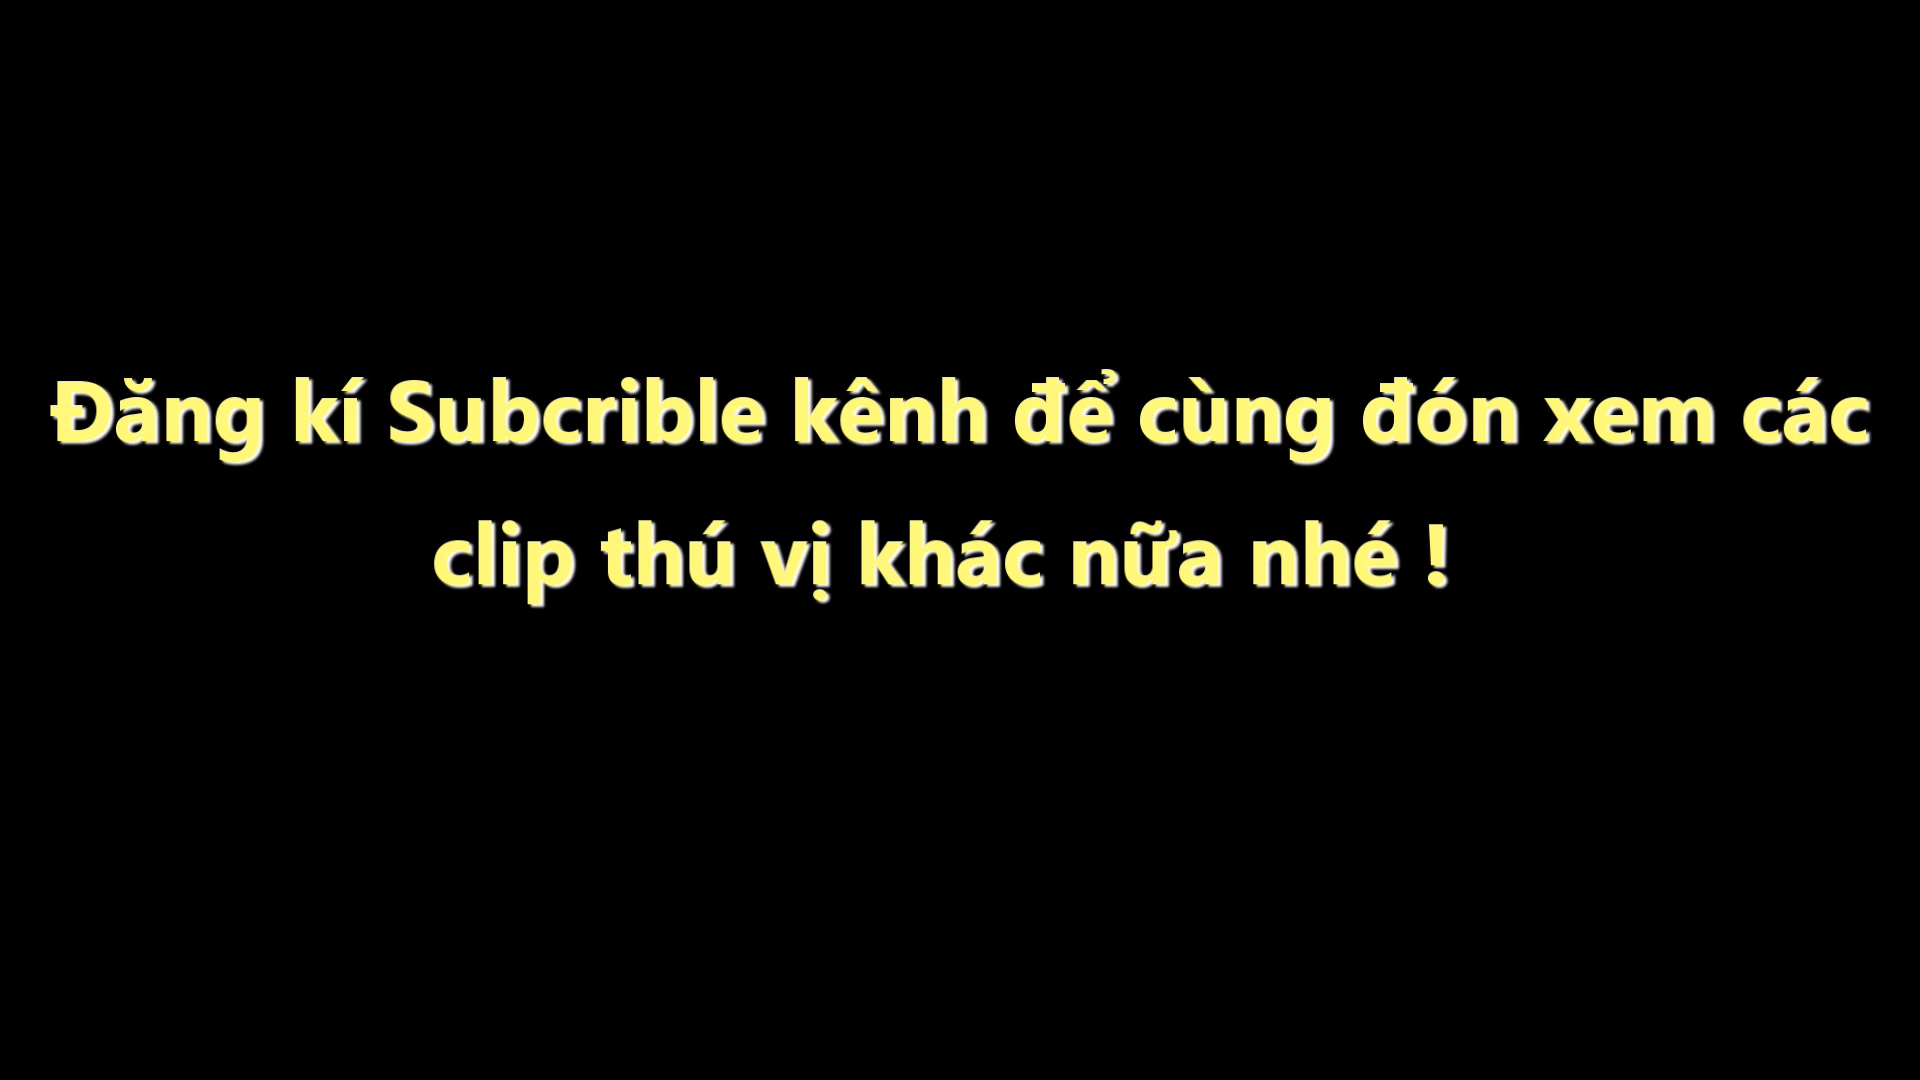 Đăng kí Subcrible kênh để cùng đón xem các
clip thú vị khác nữa nhé !